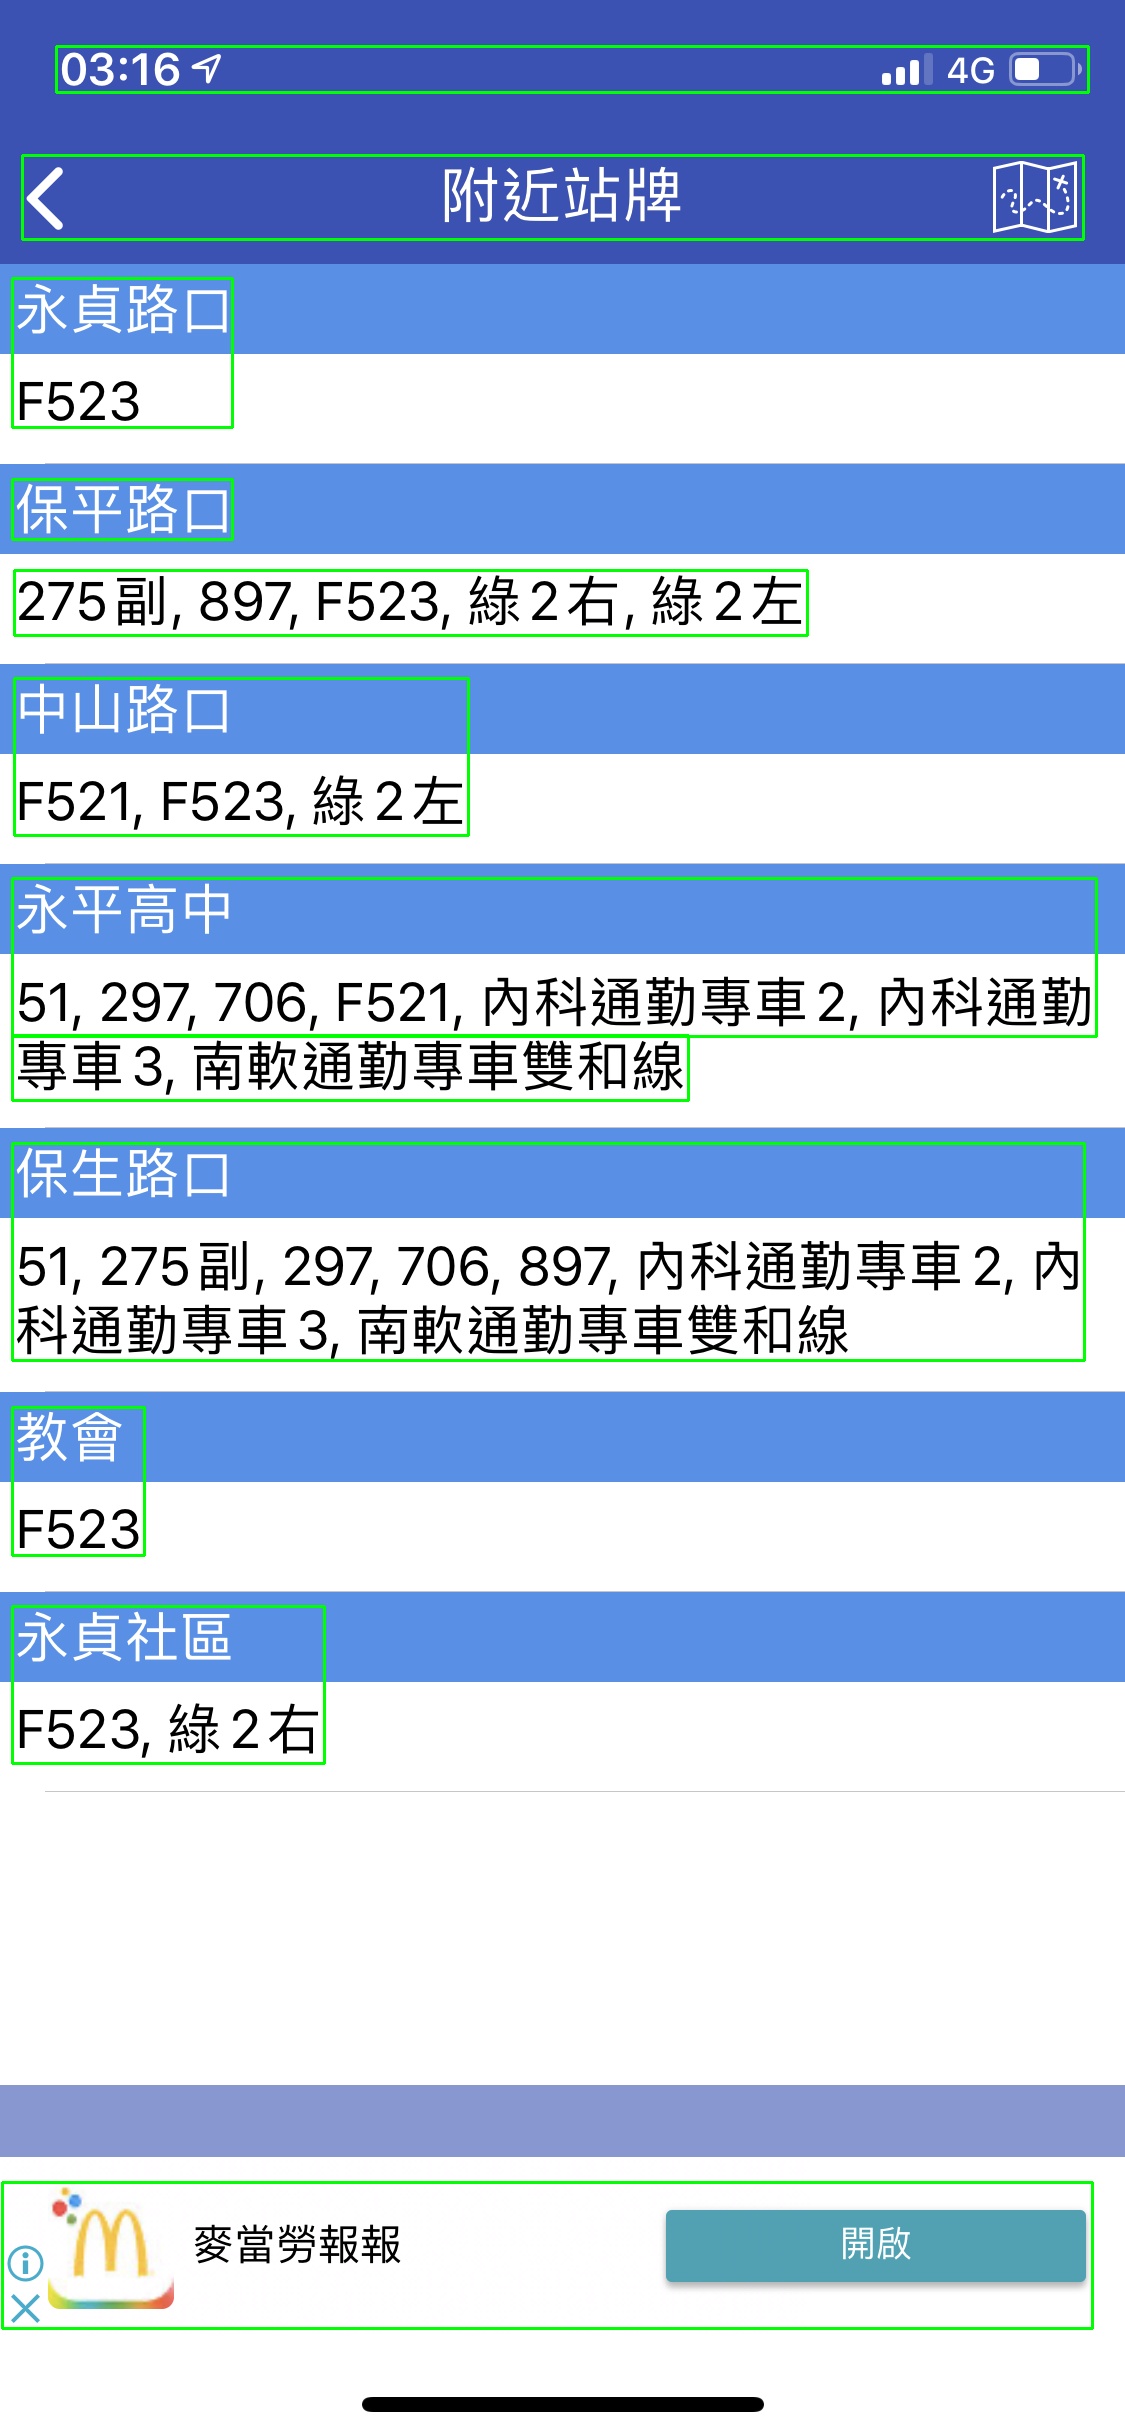 03:16 4G
附近站牌
永貞路口
F523
保平路口
275副, 897, F523, 綠2右, 綠2左
中山路口
F521, F523, 綠2左
永平高中
51, 297, 706, F521, 內科通勤專車2, 內科通勤
專車3, 南軟通勤專車雙和線
保生路口
51, 275副, 297, 706, 897, 內科通勤專車2, 內
科通勤專車3, 南軟通勤專車雙和線
教會
F523
永貞社區
F523, 綠2右
麥當勞報報 開啟